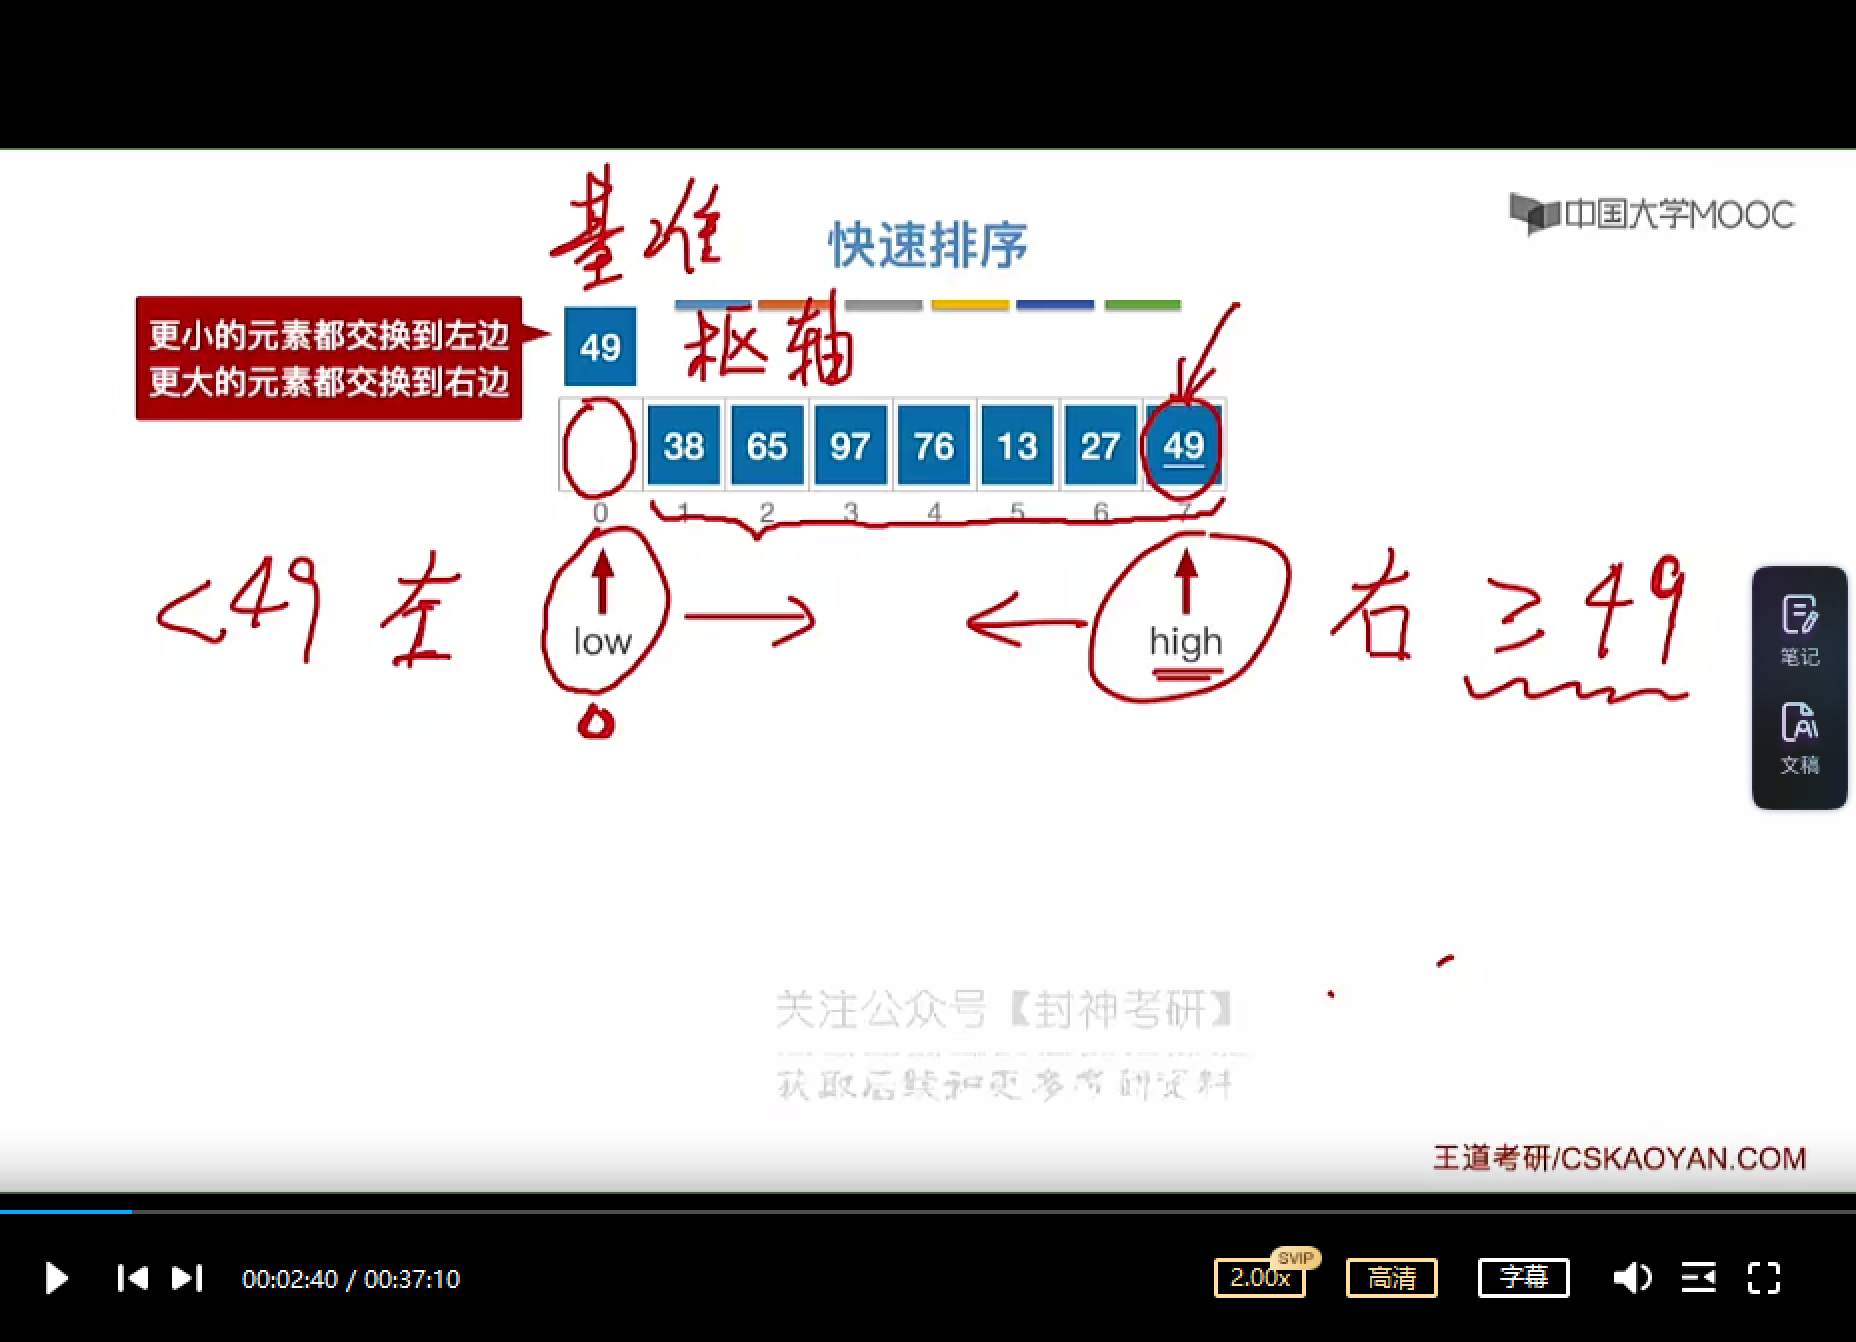 基准
快速排序
中国大学MOOC
更小的元素都交换到左边
更大的元素都交换到右边
49
枢轴
38 65 97 76 13 27 49
0 1 2 3 4 5 6 7
<49 左
low
high
右 ≥49
0
笔记
文稿
关注公众号【封神考研】
获取后续和更多考研资料
王道考研/CSKAOYAN.COM
00:02:40 / 00:37:10
2.00x
SVIP
高清
字幕